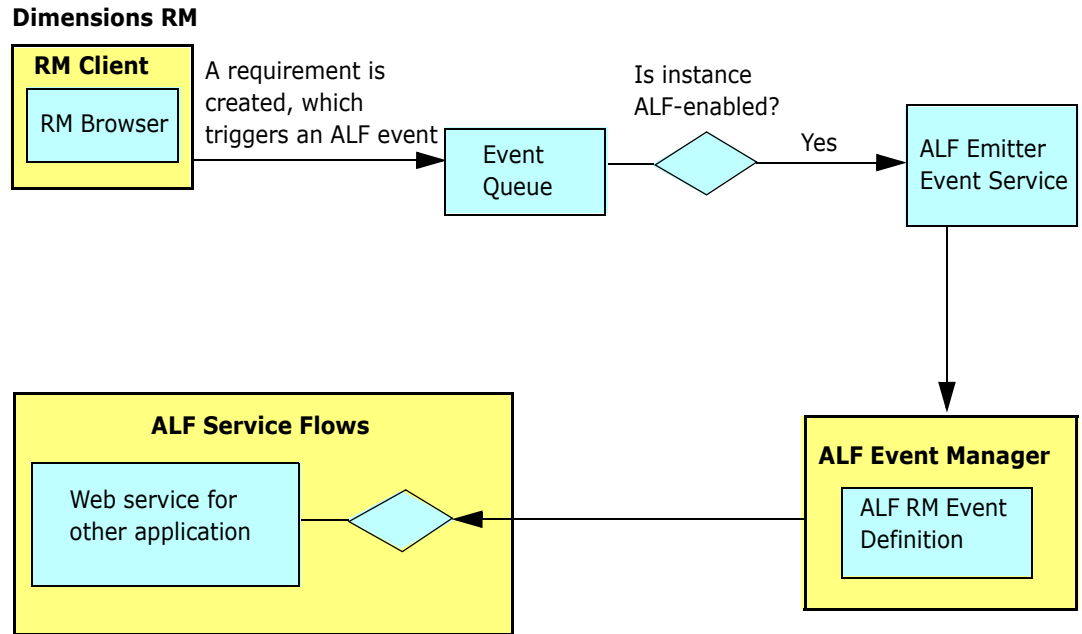 Dimensions RM
RM Client
RM Browser
A requirement is
created, which
triggers an ALF event
Event
Queue
Is instance
ALF-enabled?
Yes
ALF Emitter
Event Service
ALF Service Flows
Web service for
other application
ALF Event Manager
ALF RM Event
Definition